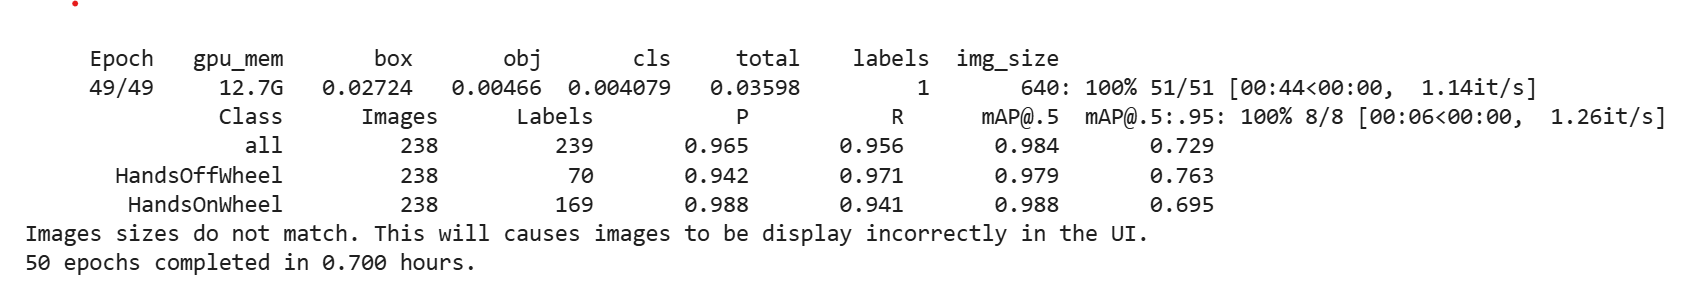 Epoch gpu_mem box obj cls total labels img_size
49/49 12.7G 0.02724 0.00466 0.004079 0.03598 1 640: 100% 51/51 [00:44<00:00, 1.14it/s]
Class Images Labels P R mAP@.5 mAP@.5:.95: 100% 8/8 [00:06<00:00, 1.26it/s]
all 238 239 0.965 0.956 0.984 0.729
HandsOffWheel 238 70 0.942 0.971 0.979 0.763
HandsOnWheel 238 169 0.988 0.941 0.988 0.695
Images sizes do not match. This will causes images to be display incorrectly in the UI.
50 epochs completed in 0.700 hours.